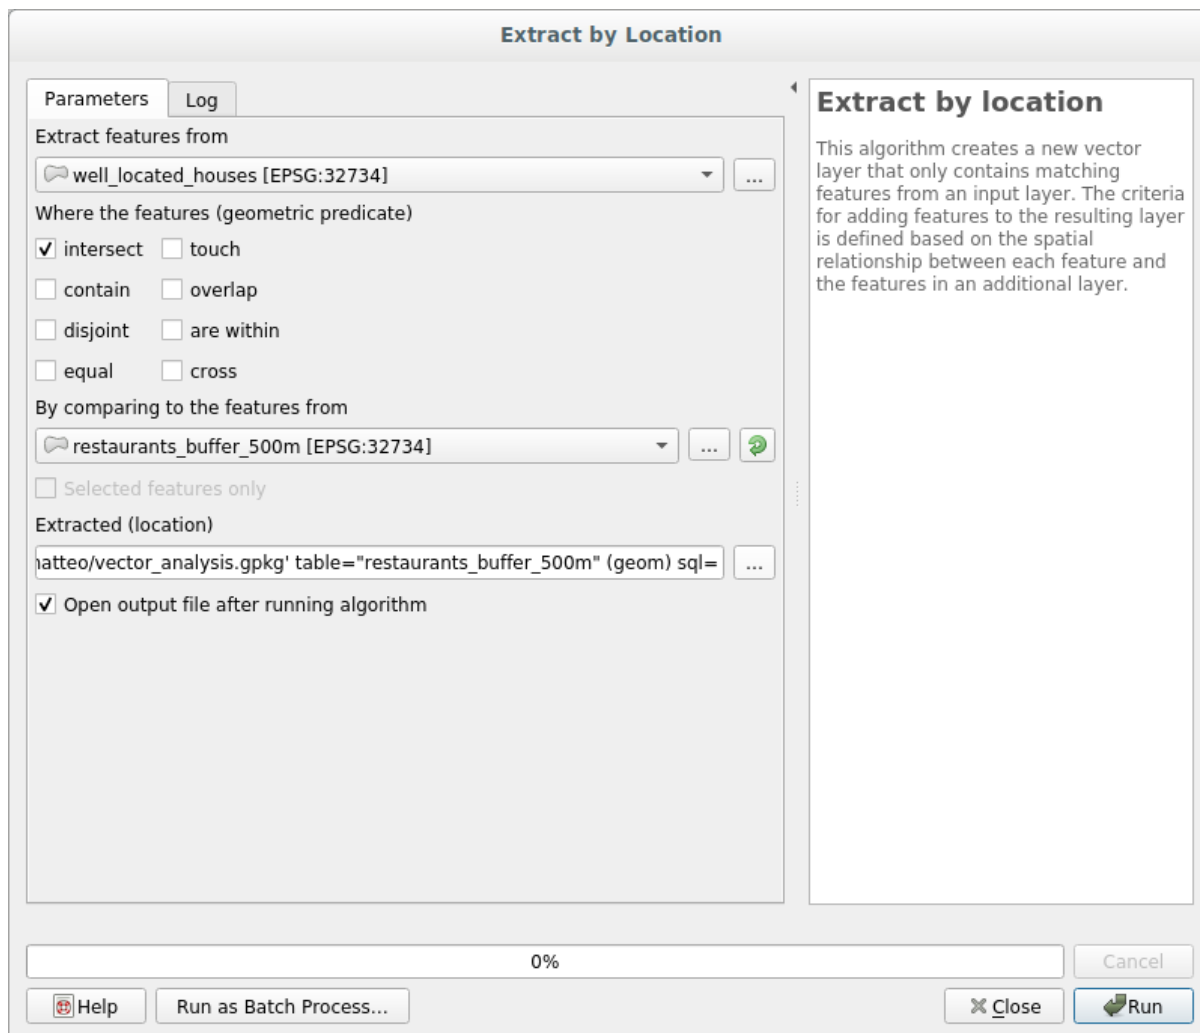 Extract by Location
Parameters
Log
Extract features from
well_located_houses [EPSG:32734]
...
Where the features (geometric predicate)
intersect
touch
contain
overlap
disjoint
are within
equal
cross
By comparing to the features from
restaurants_buffer_500m [EPSG:32734]
...
Selected features only
Extracted (location)
atteo/vector_analysis.gpkg' table="restaurants_buffer_500m" (geom) sql=
...
Open output file after running algorithm
Extract by location
This algorithm creates a new vector
layer that only contains matching
features from an input layer. The criteria
for adding features to the resulting layer
is defined based on the spatial
relationship between each feature and
the features in an additional layer.
0%
Cancel
Help
Run as Batch Process...
Close
Run